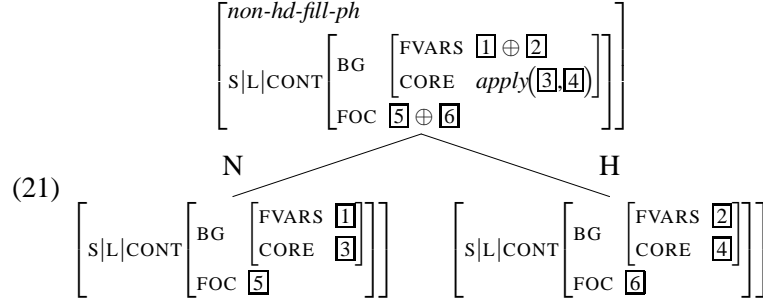 non-hd-fill-ph
S|L|CONT BG FVARS 1 ⊕ 2
CORE apply(3,4)
FOC 5 ⊕ 6
N H
(21)
S|L|CONT BG FVARS 1
CORE 3
FOC 5
S|L|CONT BG FVARS 2
CORE 4
FOC 6